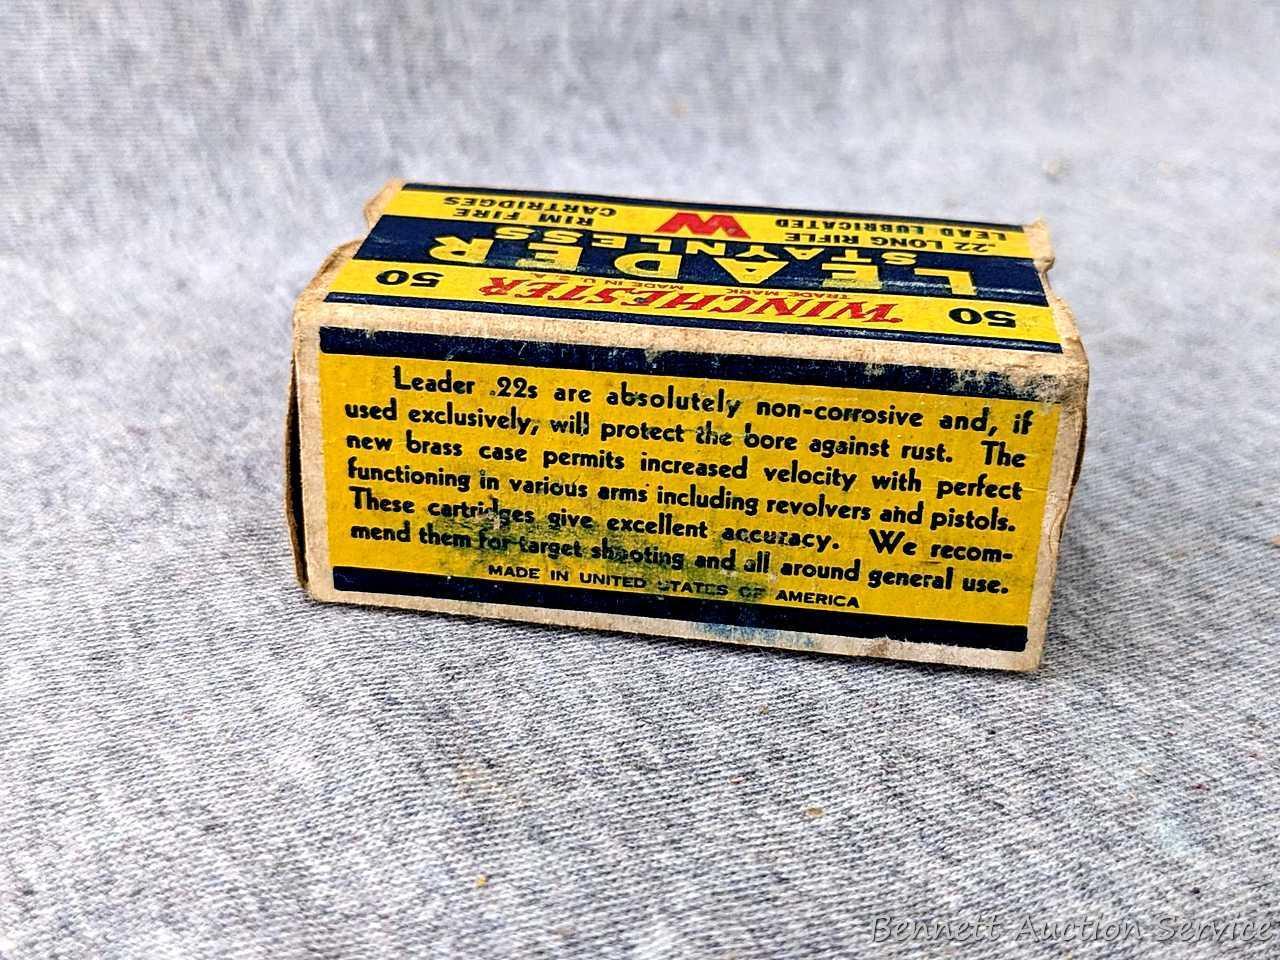 50 WINCHESTER 50
TRADE MARK MADE IN U.S.A.
LEADER
STAYNLESS
.22 LONG RIFLE W RIM FIRE
LEAD LUBRICATED CARTRIDGES
Leader .22s are absolutely non-corrosive and, if
used exclusively, will protect the bore against rust. The
new brass case permits increased velocity with perfect
functioning in various arms including revolvers and pistols.
These cartridges give excellent accuracy. We recom-
mend them for target shooting and all around general use.
MADE IN UNITED STATES OF AMERICA
Bennett Auction Service